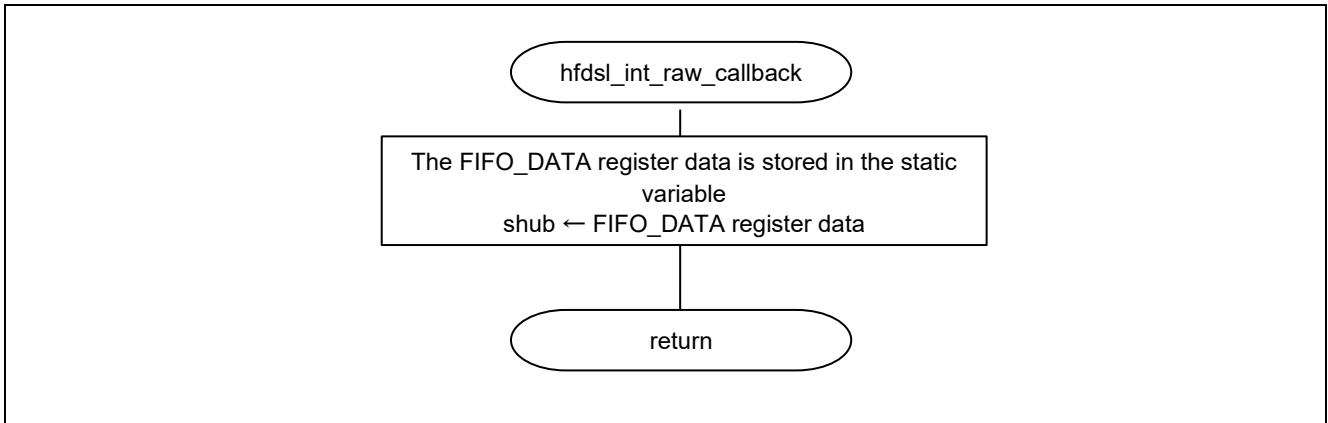 hfdsl_int_raw_callback
The FIFO_DATA register data is stored in the static
variable
shub ← FIFO_DATA register data
return